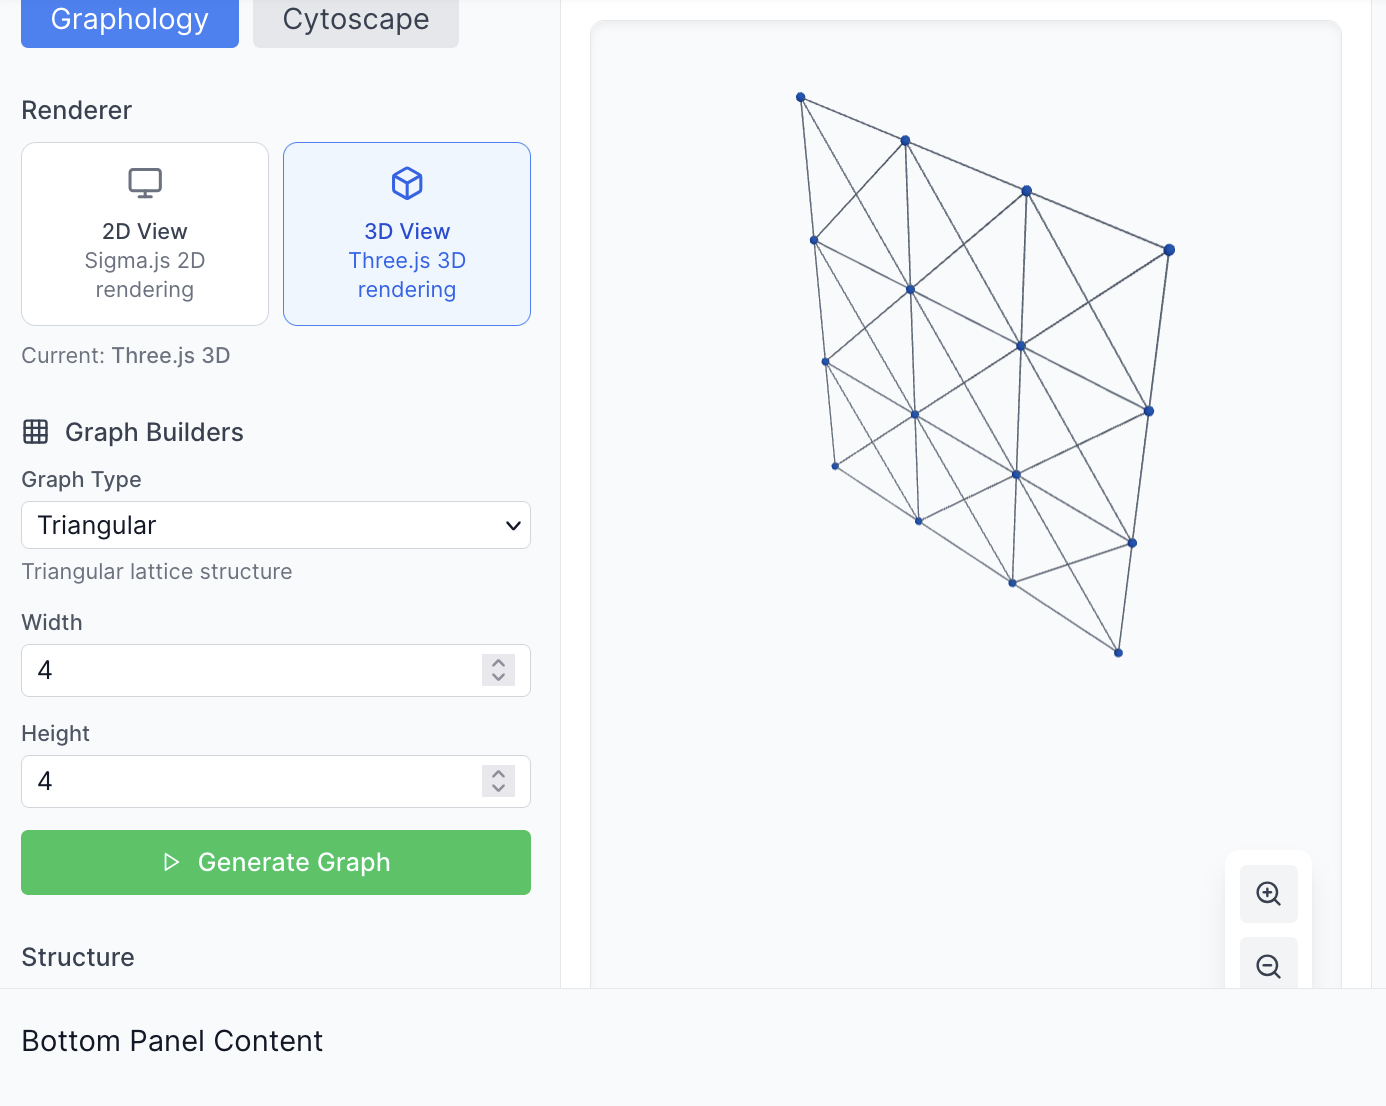 Graphology
Cytoscape
Renderer
2D View
Sigma.js 2D
rendering
3D View
Three.js 3D
rendering
Current: Three.js 3D
Graph Builders
Graph Type
Triangular
Triangular lattice structure
Width
4
Height
4
Generate Graph
Structure
Bottom Panel Content